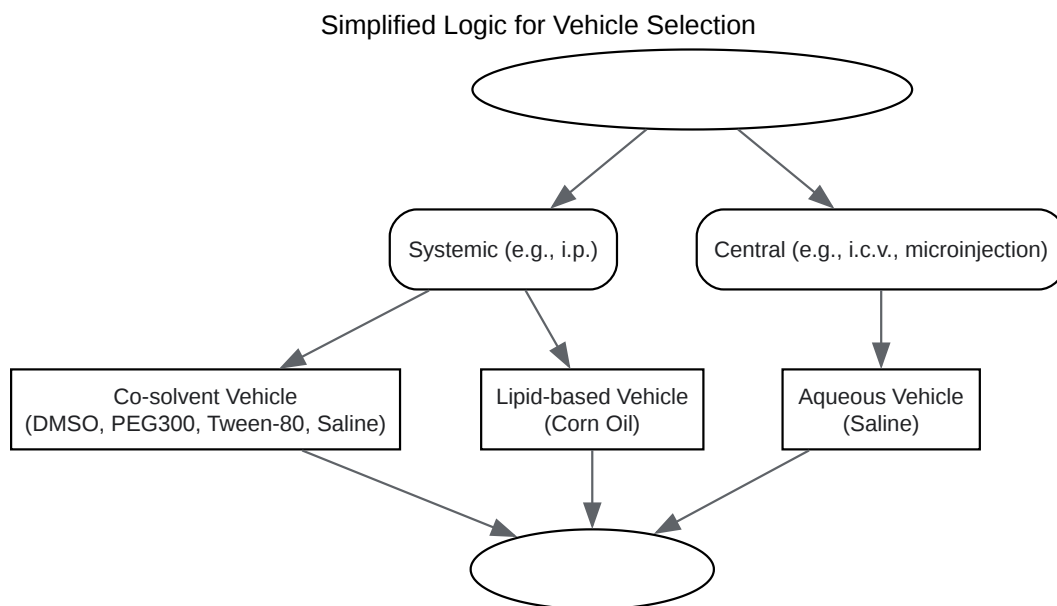 Simplified Logic for Vehicle Selection
Systemic (e.g., i.p.)
Central (e.g., i.c.v., microinjection)
Co-solvent Vehicle
(DMSO, PEG300, Tween-80, Saline)
Lipid-based Vehicle
(Corn Oil)
Aqueous Vehicle
(Saline)